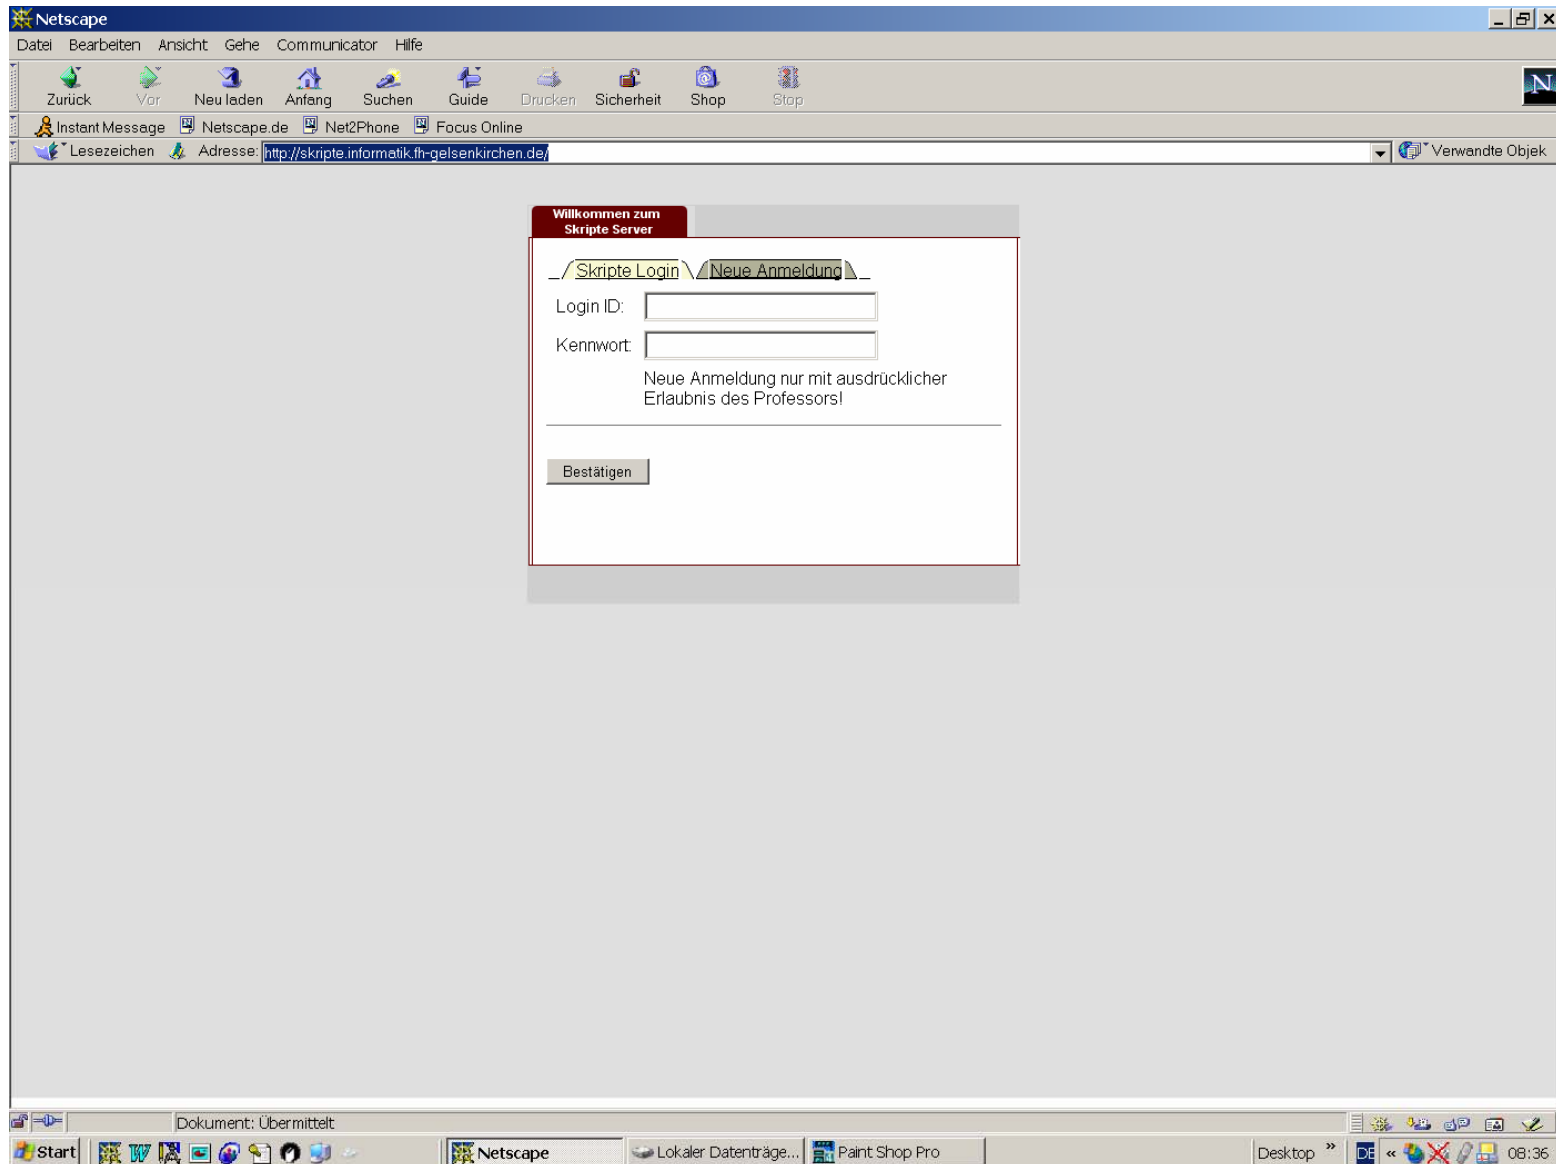 Netscape
Datei Bearbeiten Ansicht Gehe Communicator Hilfe
Zurück Vor Neu laden Anfang Suchen Guide Drucken Sicherheit Shop Stop
N
Instant Message Netscape.de Net2Phone Focus Online
Lesezeichen Adresse: http://skripte.informatik.fh-gelsenkirchen.de/ Verwandte Objek
Willkommen zum
Skripte Server
_/Skripte Login\/Neue Anmeldung\_
Login ID:
Kennwort:
Neue Anmeldung nur mit ausdrücklicher
Erlaubnis des Professors!
Bestätigen
Dokument: Übermittelt
Start Netscape Lokaler Datenträge... Paint Shop Pro Desktop » DE « 08:36